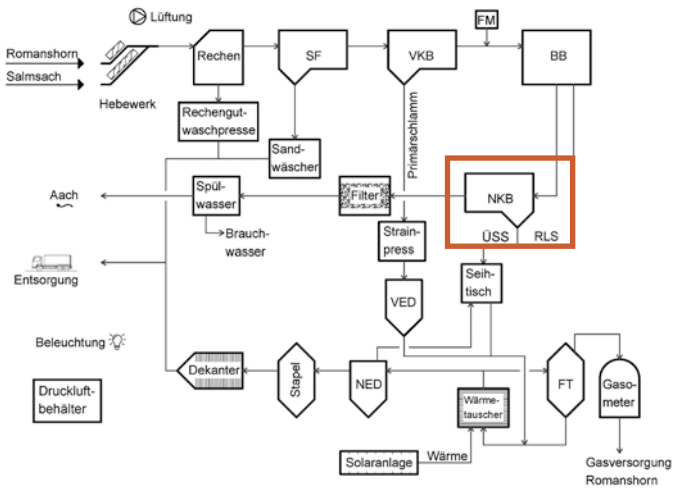 Lüftung
FM
Romanshorn
Salmsach
Hebewerk
Rechen
SF
VKB
BB
Rechengut-
waschpresse
Sand-
wäscher
Primärschlamm
Aach
Spül-
wasser
Filter
NKB
Brauch-
wasser
Strain-
press
ÜSS RLS
Entsorgung
Seih-
tisch
VED
Beleuchtung
Dekanter
Stapel
NED
FT
Gaso-
meter
Druckluft-
behälter
Wärme-
tauscher
Solaranlage
Wärme
Gasversorgung
Romanshorn